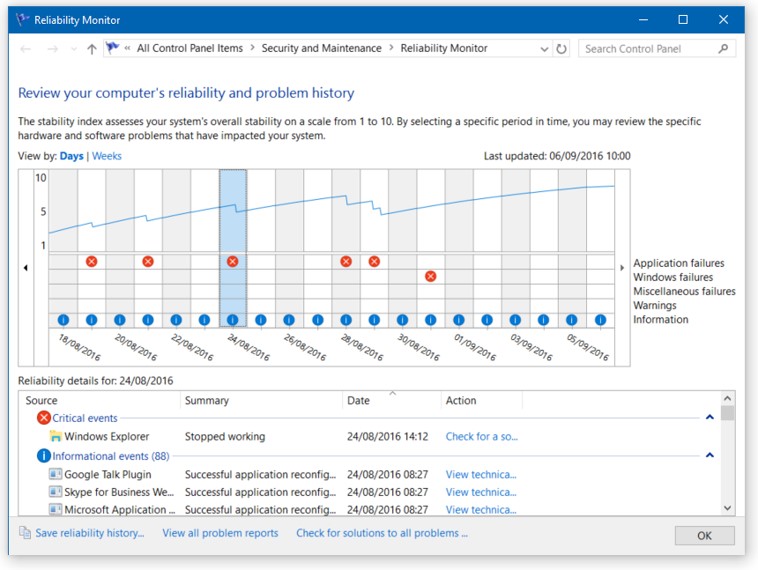 Reliability Monitor
« All Control Panel Items > Security and Maintenance > Reliability Monitor
Search Control Panel
Review your computer's reliability and problem history
The stability index assesses your system's overall stability on a scale from 1 to 10. By selecting a specific period in time, you may review the specific
hardware and software problems that have impacted your system.
View by: Days | Weeks
Last updated: 06/09/2016 10:00
10
5
1
Application failures
Windows failures
Miscellaneous failures
Warnings
Information
18/08/2016
20/08/2016
22/08/2016
24/08/2016
26/08/2016
28/08/2016
30/08/2016
01/09/2016
03/09/2016
05/09/2016
Reliability details for: 24/08/2016
Source Summary Date Action
Critical events
Windows Explorer Stopped working 24/08/2016 14:12 Check for a so...
Informational events (88)
Google Talk Plugin Successful application reconfig... 24/08/2016 08:27 View technica...
Skype for Business We... Successful application reconfig... 24/08/2016 08:27 View technica...
Microsoft Application ... Successful application reconfig... 24/08/2016 08:27 View technica...
Save reliability history... View all problem reports Check for solutions to all problems ...
OK